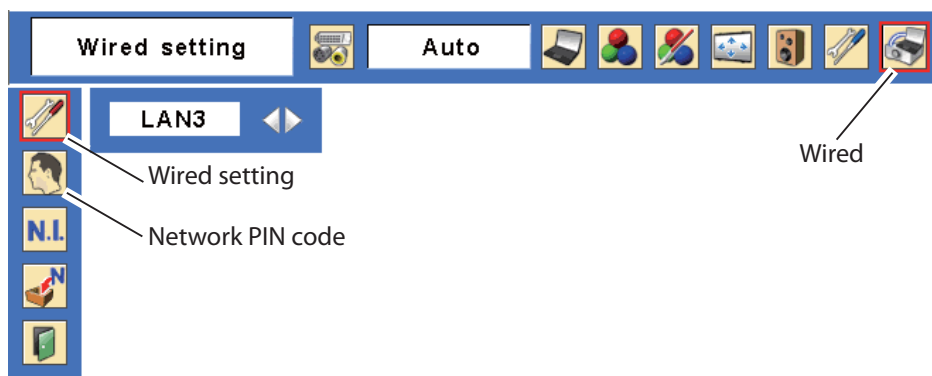 Wired setting
Auto
LAN3
Wired
Wired setting
N.I.
Network PIN code
N